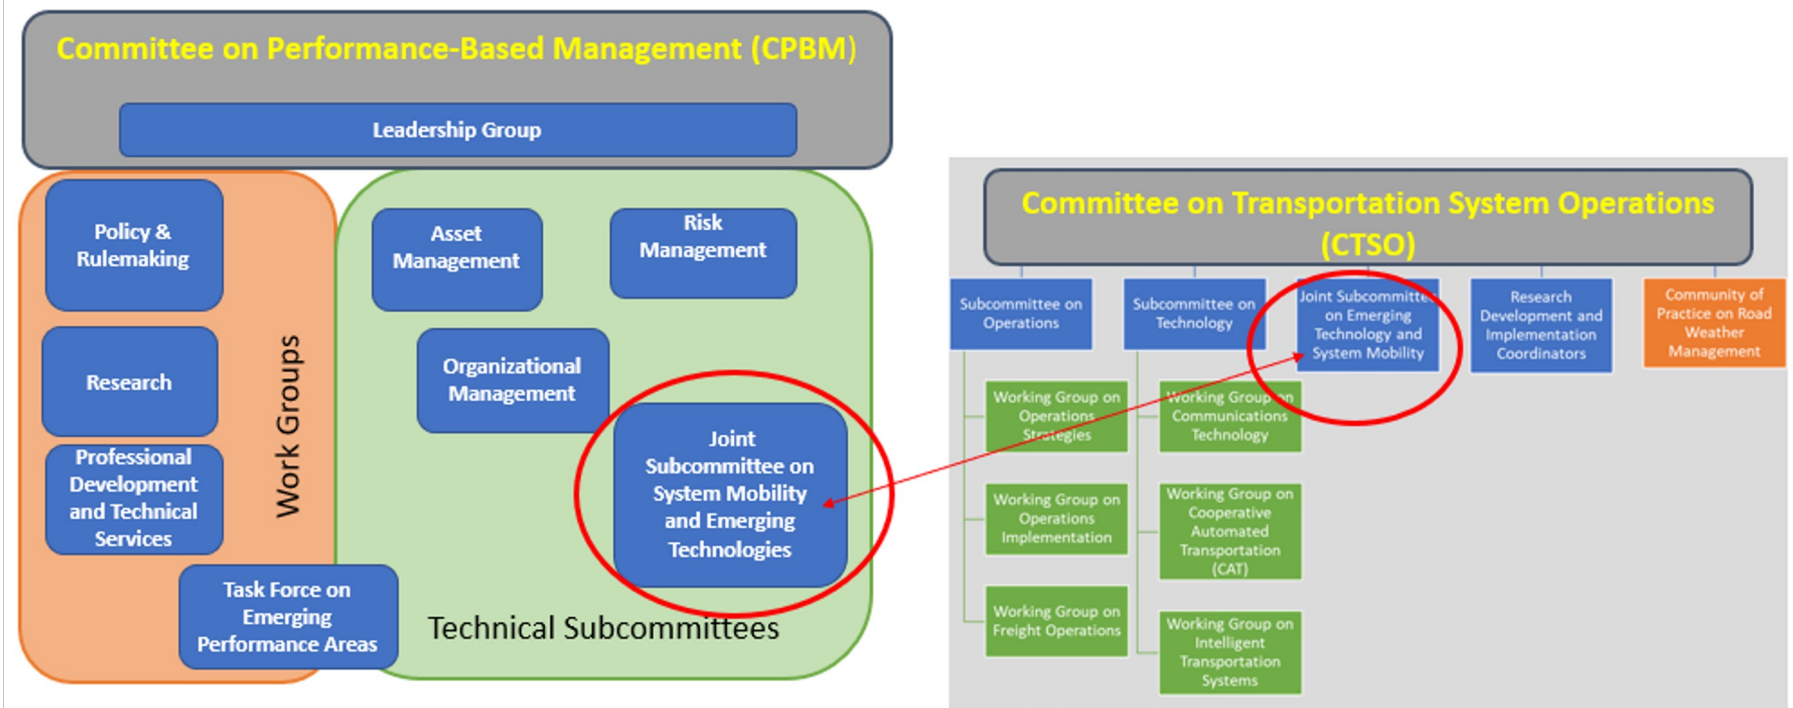 Committee on Performance-Based Management (CPBM)
Leadership Group
Policy &
Rulemaking
Research
Professional
Development
and Technical
Services
Work Groups
Task Force on
Emerging
Performance Areas
Asset
Management
Risk
Management
Organizational
Management
Joint
Subcommittee on
System Mobility
and Emerging
Technologies
Technical Subcommittees
Committee on Transportation System Operations
(CTSO)
Subcommittee on
Operations
Working Group on
Operations
Strategies
Working Group on
Operations
Implementation
Working Group on
Freight Operations
Subcommittee on
Technology
Working Group on
Communications
Technology
Working Group on
Cooperative
Automated
Transportation
(CAT)
Working Group on
Intelligent
Transportation
Systems
Joint Subcommittee
on Emerging
Technology and
System Mobility
Research
Development and
Implementation
Coordinators
Community of
Practice on Road
Weather
Management